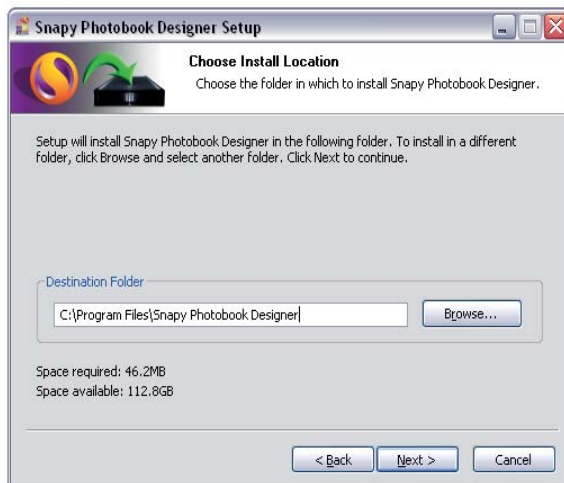 Snapy Photobook Designer Setup
Choose Install Location
Choose the folder in which to install Snapy Photobook Designer.
Setup will install Snapy Photobook Designer in the following folder. To install in a different
folder, click Browse and select another folder. Click Next to continue.
Destination Folder
C:\Program Files\Snapy Photobook Designer
Browse...
Space required: 46.2MB
Space available: 112.8GB
< Back Next > Cancel